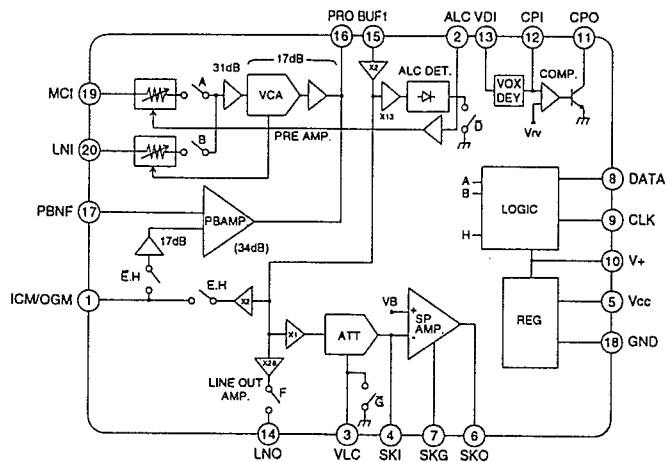 PRO BUF1 ALC VDI CPI CPO
16 15 2 13 12 11
31dB 17dB X2 ALC DET.
MCI 19 A VCA X13 VOX DEY COMP.
PRE AMP. D Vrv
LNI 20 B
A
B LOGIC DATA 8
PBNF 17 PBAMP CLK 9
17dB (34dB) H
E.H V+ 10
ICM/OGM 1 E.H X2 Vcc 5
REG
VB + SP AMP. - GND 18
X1 ATT
X28
LINE OUT AMP. F G
14 3 4 7 6
LNO VLC SKI SKG SKO